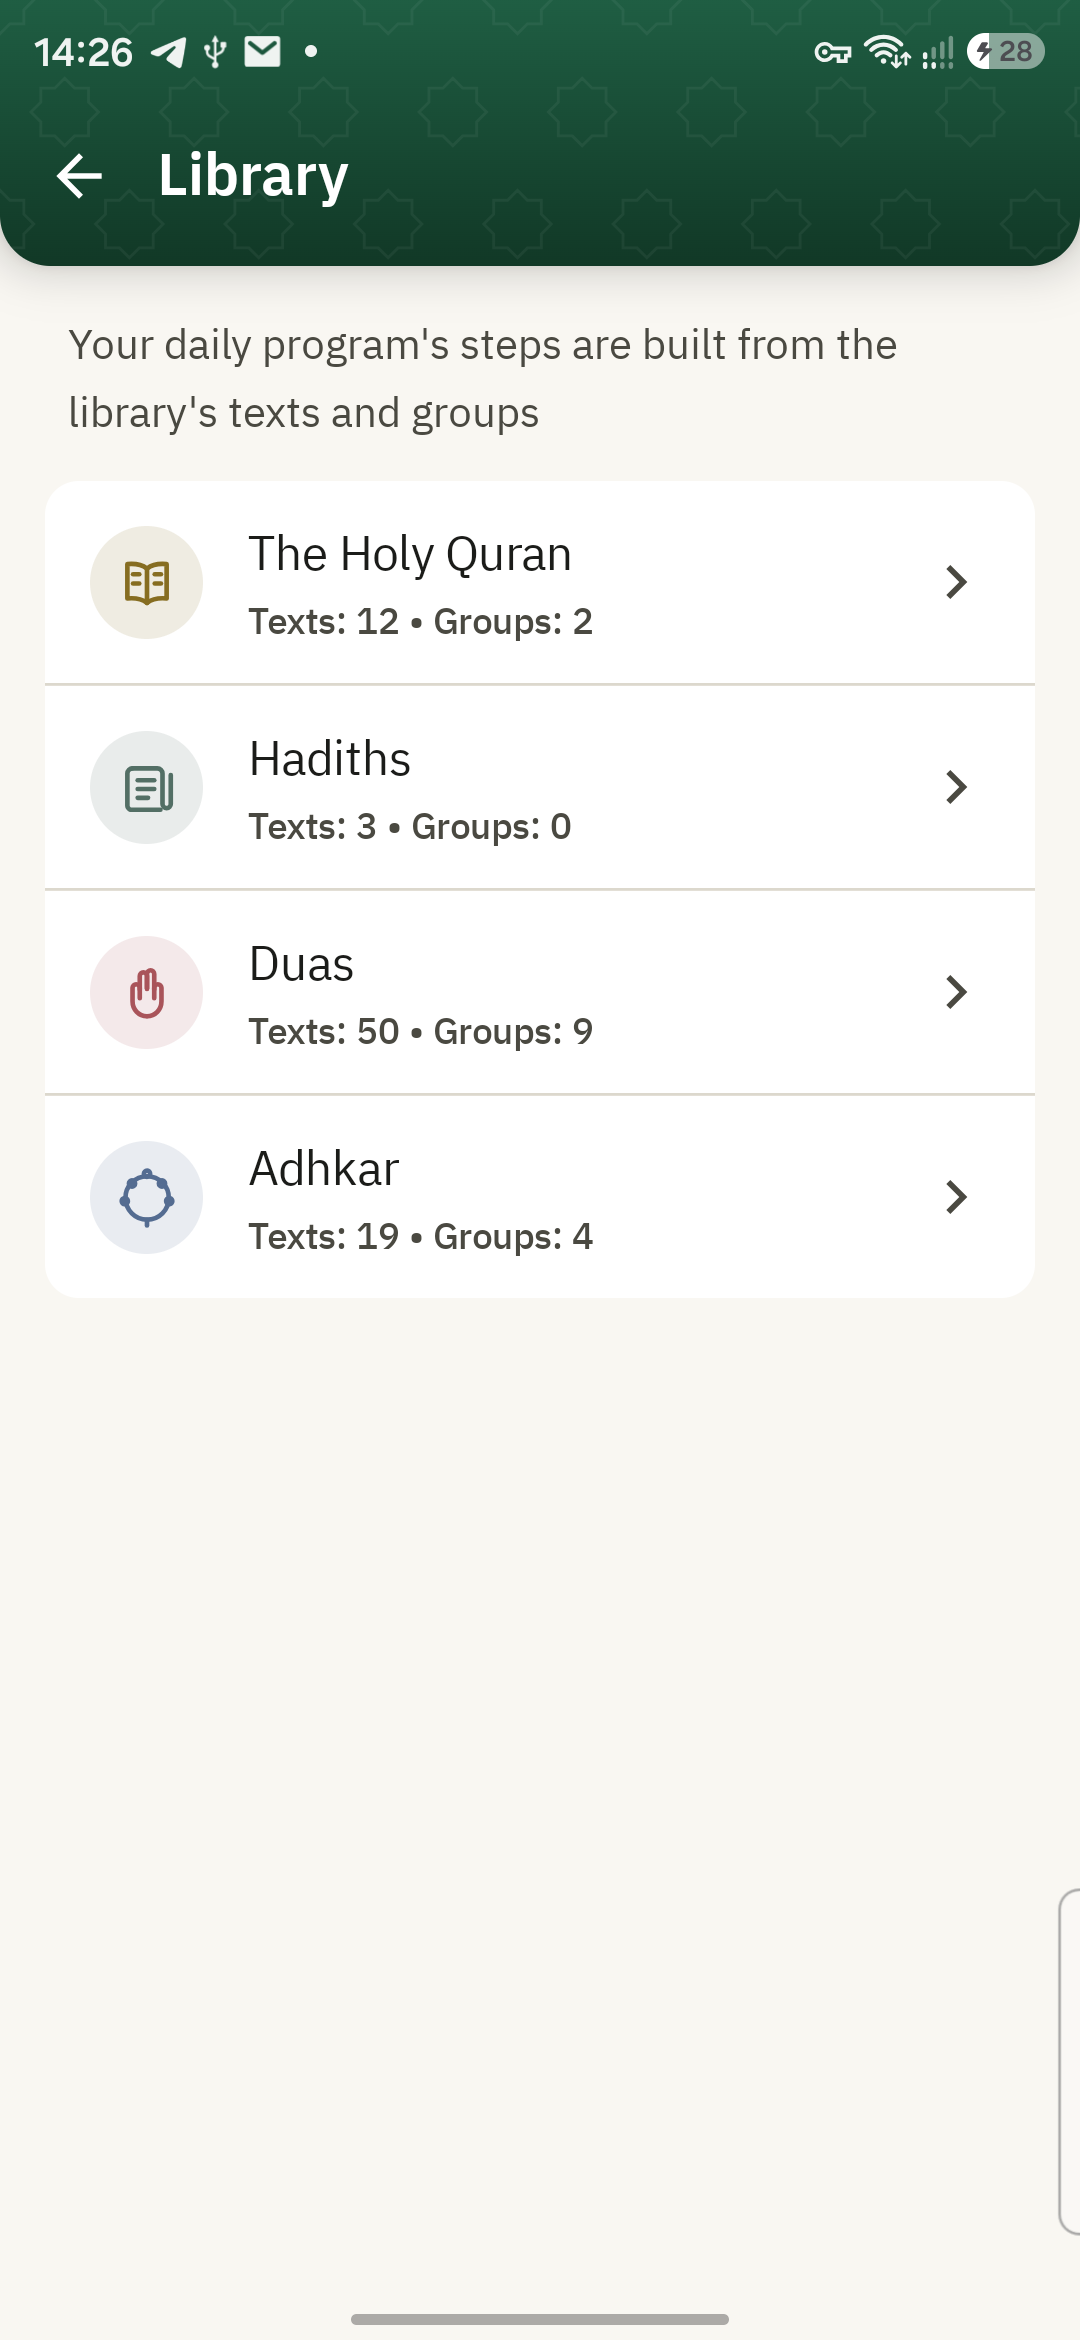 14:26
28
Library
Your daily program's steps are built from the
library's texts and groups
The Holy Quran
Texts: 12 • Groups: 2
Hadiths
Texts: 3 • Groups: 0
Duas
Texts: 50 • Groups: 9
Adhkar
Texts: 19 • Groups: 4